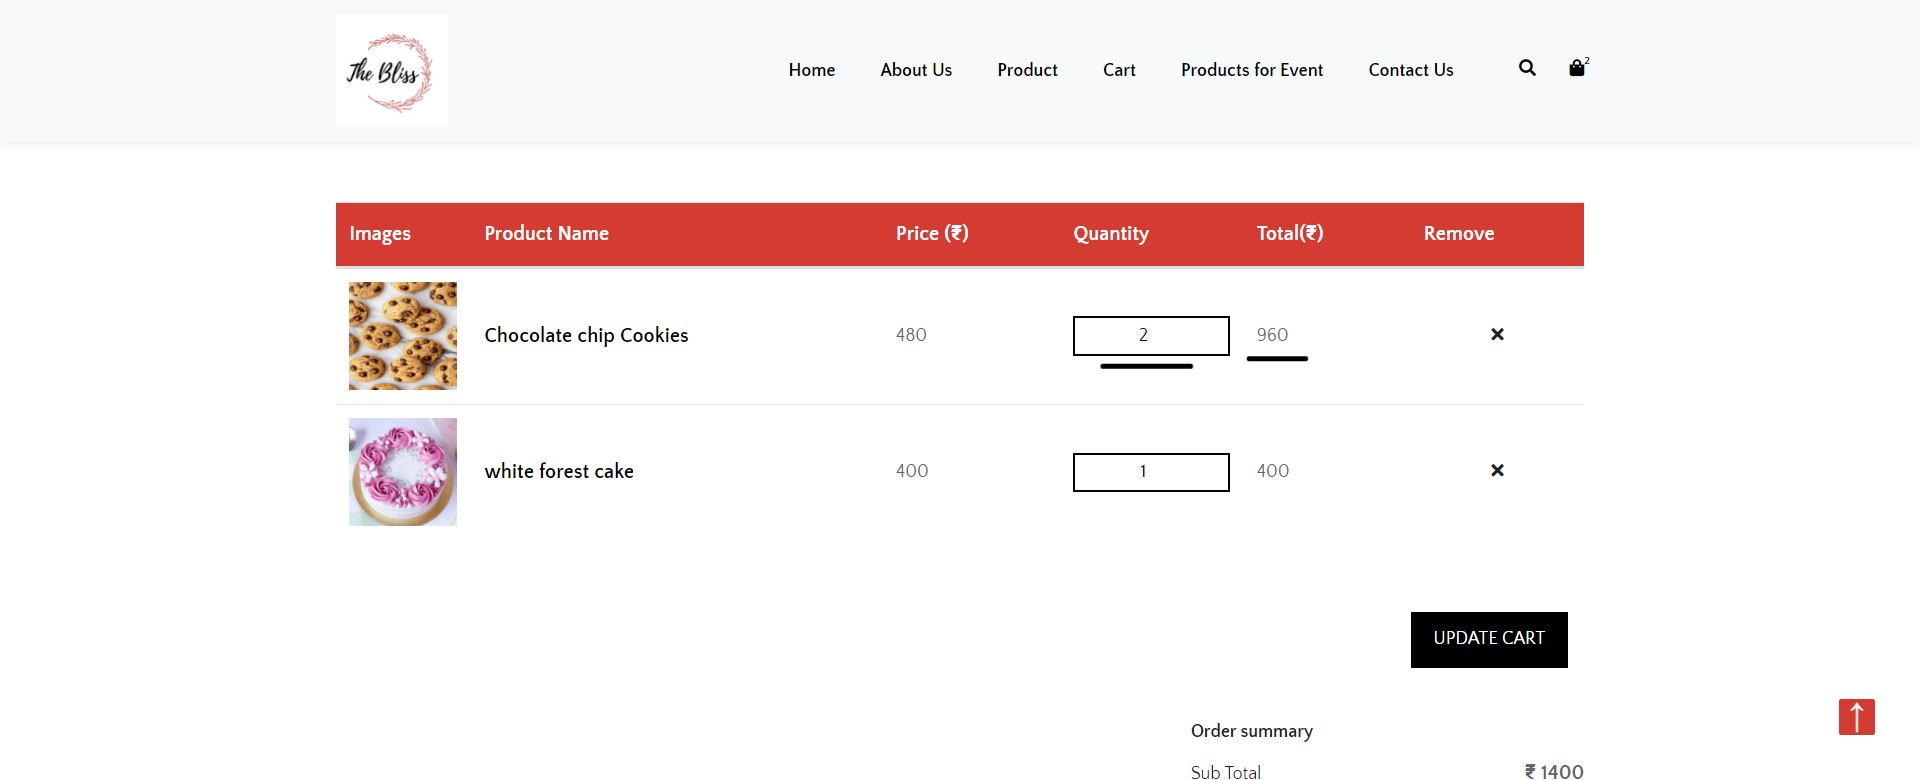 The Bliss
Home About Us Product Cart Products for Event Contact Us 2
Images Product Name Price (₹) Quantity Total(₹) Remove
Chocolate chip Cookies 480 2 960
white forest cake 400 1 400
UPDATE CART
Order summary
Sub Total ₹ 1400